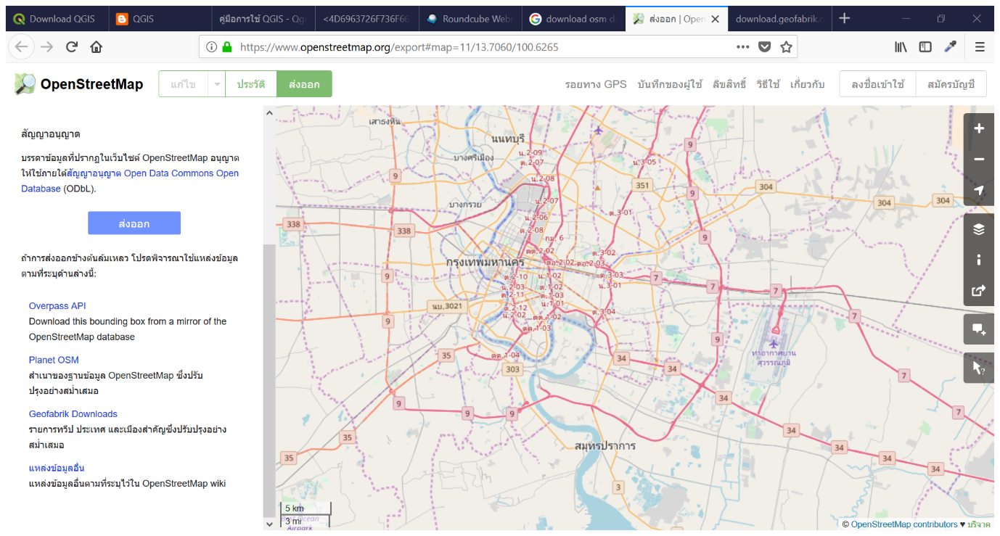 Download QGIS
QGIS
คู่มือการใช้ QGIS - Qg
<4D6963726F736F66
Roundcube Webm
download osm d
ส่งออก | Open
download.geofabrik.d
https://www.openstreetmap.org/export#map=11/13.7060/100.6265
OpenStreetMap
แก้ไข
ประวัติ
ส่งออก
รอยทาง GPS
บันทึกของผู้ใช้
ลิขสิทธิ์
วิธีใช้
เกี่ยวกับ
ลงชื่อเข้าใช้
สมัครบัญชี
สัญญาอนุญาต
บรรดาข้อมูลที่ปรากฏในเว็บไซต์ OpenStreetMap อนุญาต
ให้ใช้ภายใต้สัญญาอนุญาต Open Data Commons Open
Database (ODbL).
ส่งออก
ถ้าการส่งออกข้างต้นล้มเหลว โปรดพิจารณาใช้แหล่งข้อมูล
ตามที่ระบุด้านล่างนี้:
Overpass API
Download this bounding box from a mirror of the
OpenStreetMap database
Planet OSM
สำเนาของฐานข้อมูล OpenStreetMap ซึ่งปรับ
ปรุงอย่างสม่ำเสมอ
Geofabrik Downloads
รายการทวีป ประเทศ และเมืองสำคัญซึ่งปรับปรุงอย่าง
สม่ำเสมอ
แหล่งข้อมูลอื่น
แหล่งข้อมูลอื่นตามที่ระบุไว้ใน OpenStreetMap wiki
เสาธงหิน
นนทบุรี
บางศรีเมือง
น.2-09
ต.2-07
น.3-05
9
9
น.2-08
351
304
9
น.2-07
304
304
บางกรวย
น.2-06
ต.3-01
338
338
ต.2-08
กม. 6
9
กรุงเทพมหานคร
ต.3-02
9
ต.2-10
น.1-02
ต.3-03
7
7
7
น.2-03
น.3-01
ต.2-11
ต.1-03
นบ.3021
น.1-01
ต.2-12
ต.3-04
9
น.2-02
7
9
ท่าอากาศยาน
สุวรรณภูมิ
35
34
303
34
7
34
9
9
9
7
34
35
สมุทรปราการ
34
35
34
34
3
5 km
3 mi
Airpark
© OpenStreetMap contributors ♥ บริจาค